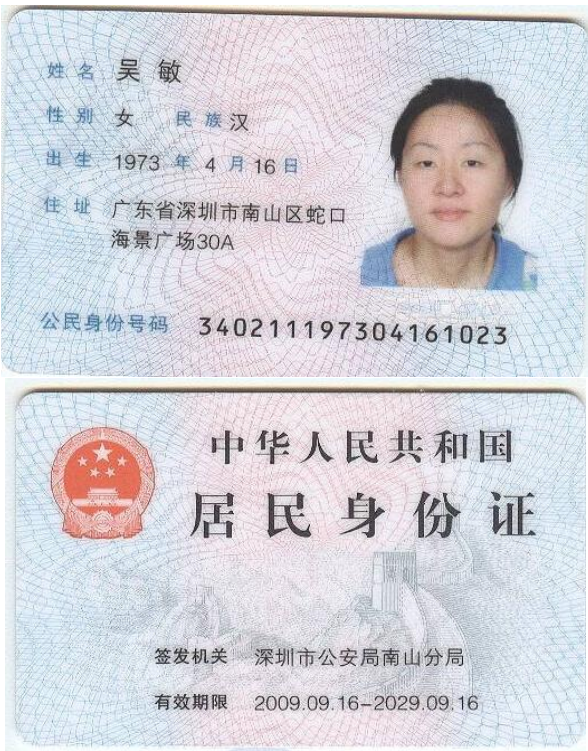 姓名 吴敏
性别 女 民族 汉
出生 1973 年 4 月 16 日
住址 广东省深圳市南山区蛇口
海景广场30A
公民身份号码 340211197304161023
中华人民共和国
居民身份证
签发机关 深圳市公安局南山分局
有效期限 2009.09.16-2029.09.16